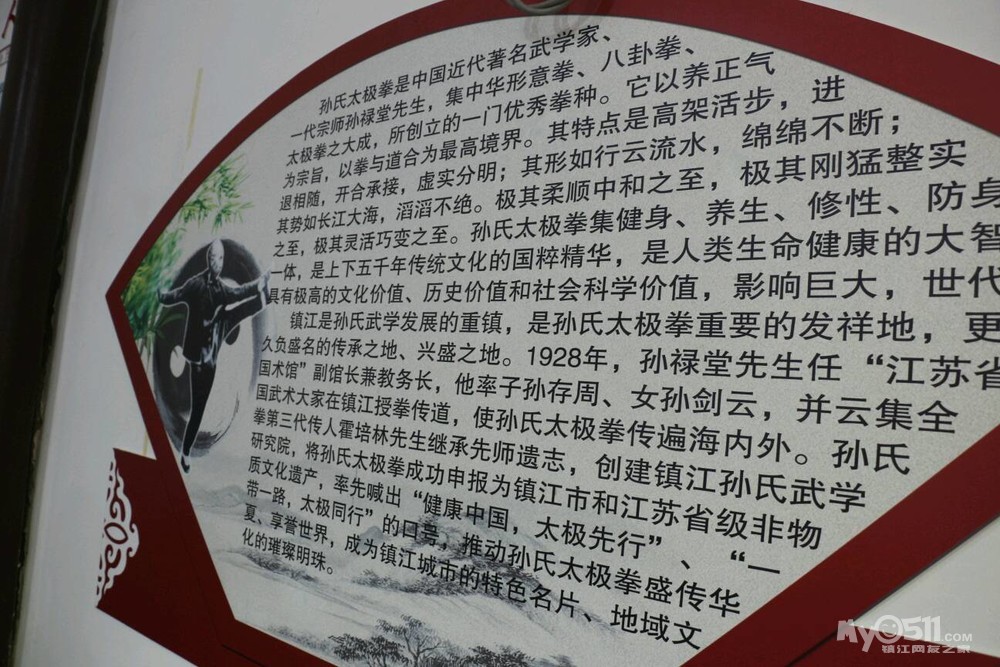 孙氏太极拳是中国近代著名武学家、
一代宗师孙禄堂先生，集中华形意拳、八卦拳、
太极拳之大成，所创立的一门优秀拳种。它以养正气
为宗旨，以拳与道合为最高境界。其特点是高架活步，进
退相随，开合承接，虚实分明；其形如行云流水，绵绵不断；
其势如长江大海，滔滔不绝。极其柔顺中和之至，极其刚猛整实
之至，极其灵活巧变之至。孙氏太极拳集健身、养生、修性、防身
一体，是上下五千年传统文化的国粹精华，是人类生命健康的大智
具有极高的文化价值、历史价值和社会科学价值，影响巨大，世代
镇江是孙氏武学发展的重镇，是孙氏太极拳重要的发祥地，更
久负盛名的传承之地、兴盛之地。1928年，孙禄堂先生任“江苏省
国术馆”副馆长兼教务长，他率子孙存周、女孙剑云，并云集全
国武术大家在镇江授拳传道，使孙氏太极拳传遍海内外。孙氏
拳第三代传人霍培林先生继承先师遗志，创建镇江孙氏武学
研究院，将孙氏太极拳成功申报为镇江市和江苏省级非物
质文化遗产，率先喊出“健康中国，太极先行”、“一
带一路，太极同行”的口号，推动孙氏太极拳盛传华
夏、享誉世界，成为镇江城市的特色名片、地域文
化的璀璨明珠。
My0511.COM
镇江网友之家